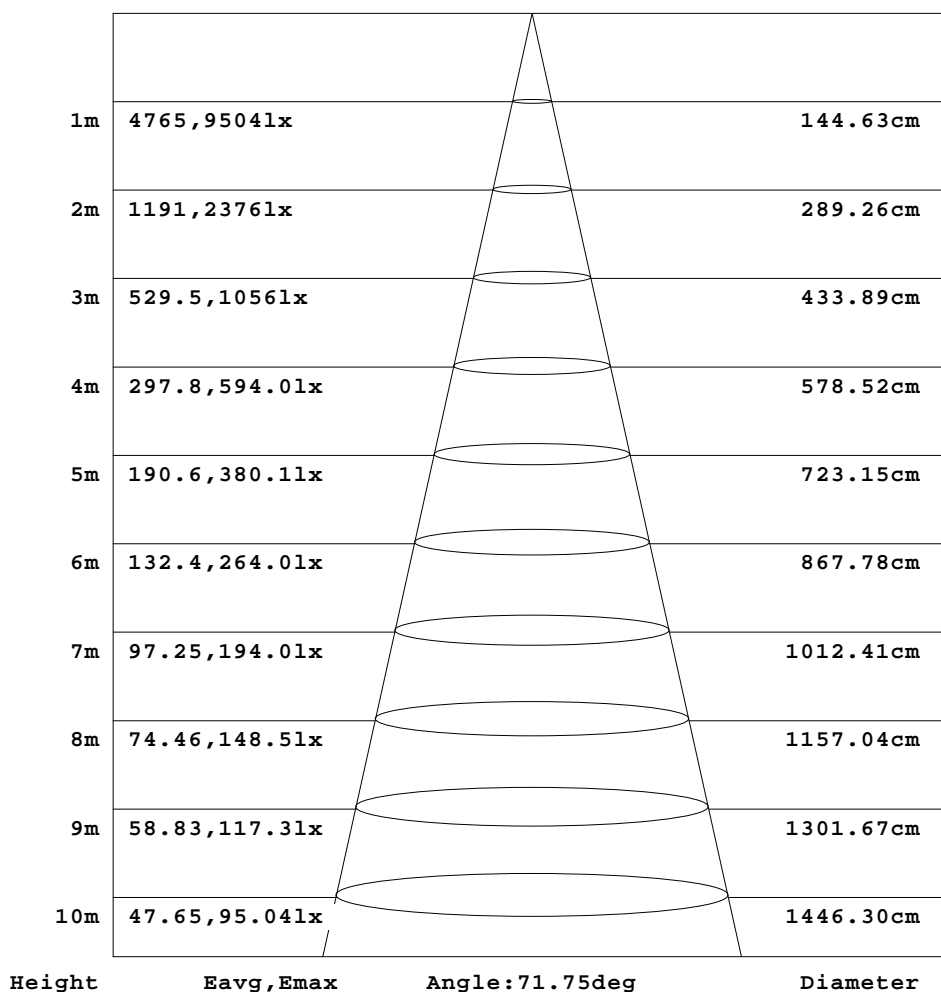 1m 4765,9504lx 144.63cm
2m 1191,2376lx 289.26cm
3m 529.5,1056lx 433.89cm
4m 297.8,594.0lx 578.52cm
5m 190.6,380.1lx 723.15cm
6m 132.4,264.0lx 867.78cm
7m 97.25,194.0lx 1012.41cm
8m 74.46,148.5lx 1157.04cm
9m 58.83,117.3lx 1301.67cm
10m 47.65,95.04lx 1446.30cm
Height Eavg,Emax Angle:71.75deg Diameter